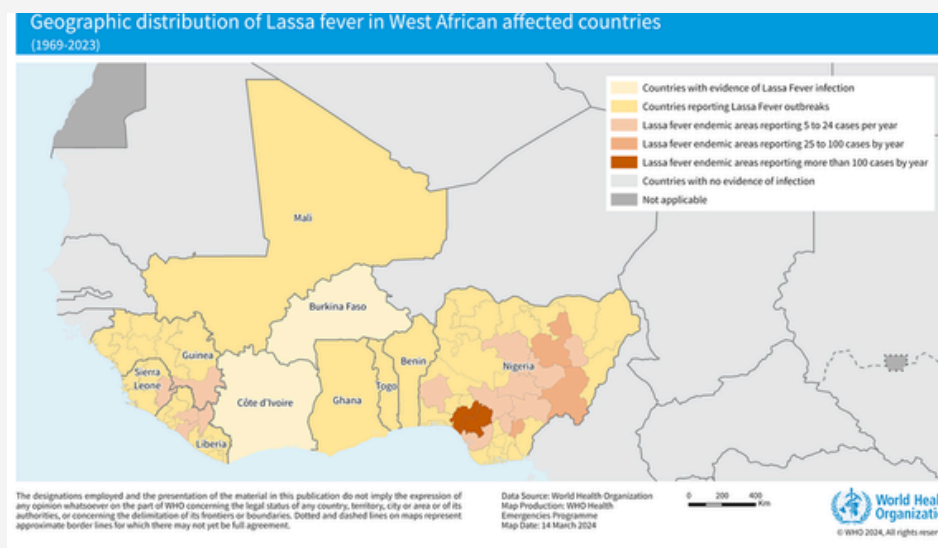 Geographic distribution of Lassa fever in West African affected countries
(1969-2023)
Countries with evidence of Lassa Fever infection
Countries reporting Lassa Fever outbreaks
Lassa fever endemic areas reporting 5 to 24 cases per year
Lassa fever endemic areas reporting 25 to 100 cases by year
Lassa fever endemic areas reporting more than 100 cases by year
Countries with no evidence of infection
Not applicable
Mali
Burkina Faso
Guinea
Benin
Nigeria
Sierra
Leone
Togo
Côte d'Ivoire
Ghana
Liberia
The designations employed and the presentation of the material in this publication do not imply the expression of
any opinion whatsoever on the part of WHO concerning the legal status of any country, territory, city or area or of its
authorities, or concerning the delimitation of its frontiers or boundaries. Dotted and dashed lines on maps represent
approximate border lines for which there may not yet be full agreement.
Data Source: World Health Organization
Map Production: WHO Health
Emergencies Programme
Map Date: 14 March 2024
0 200 400
Km
World Heal
Organizatio
© WHO 2024, All rights reser